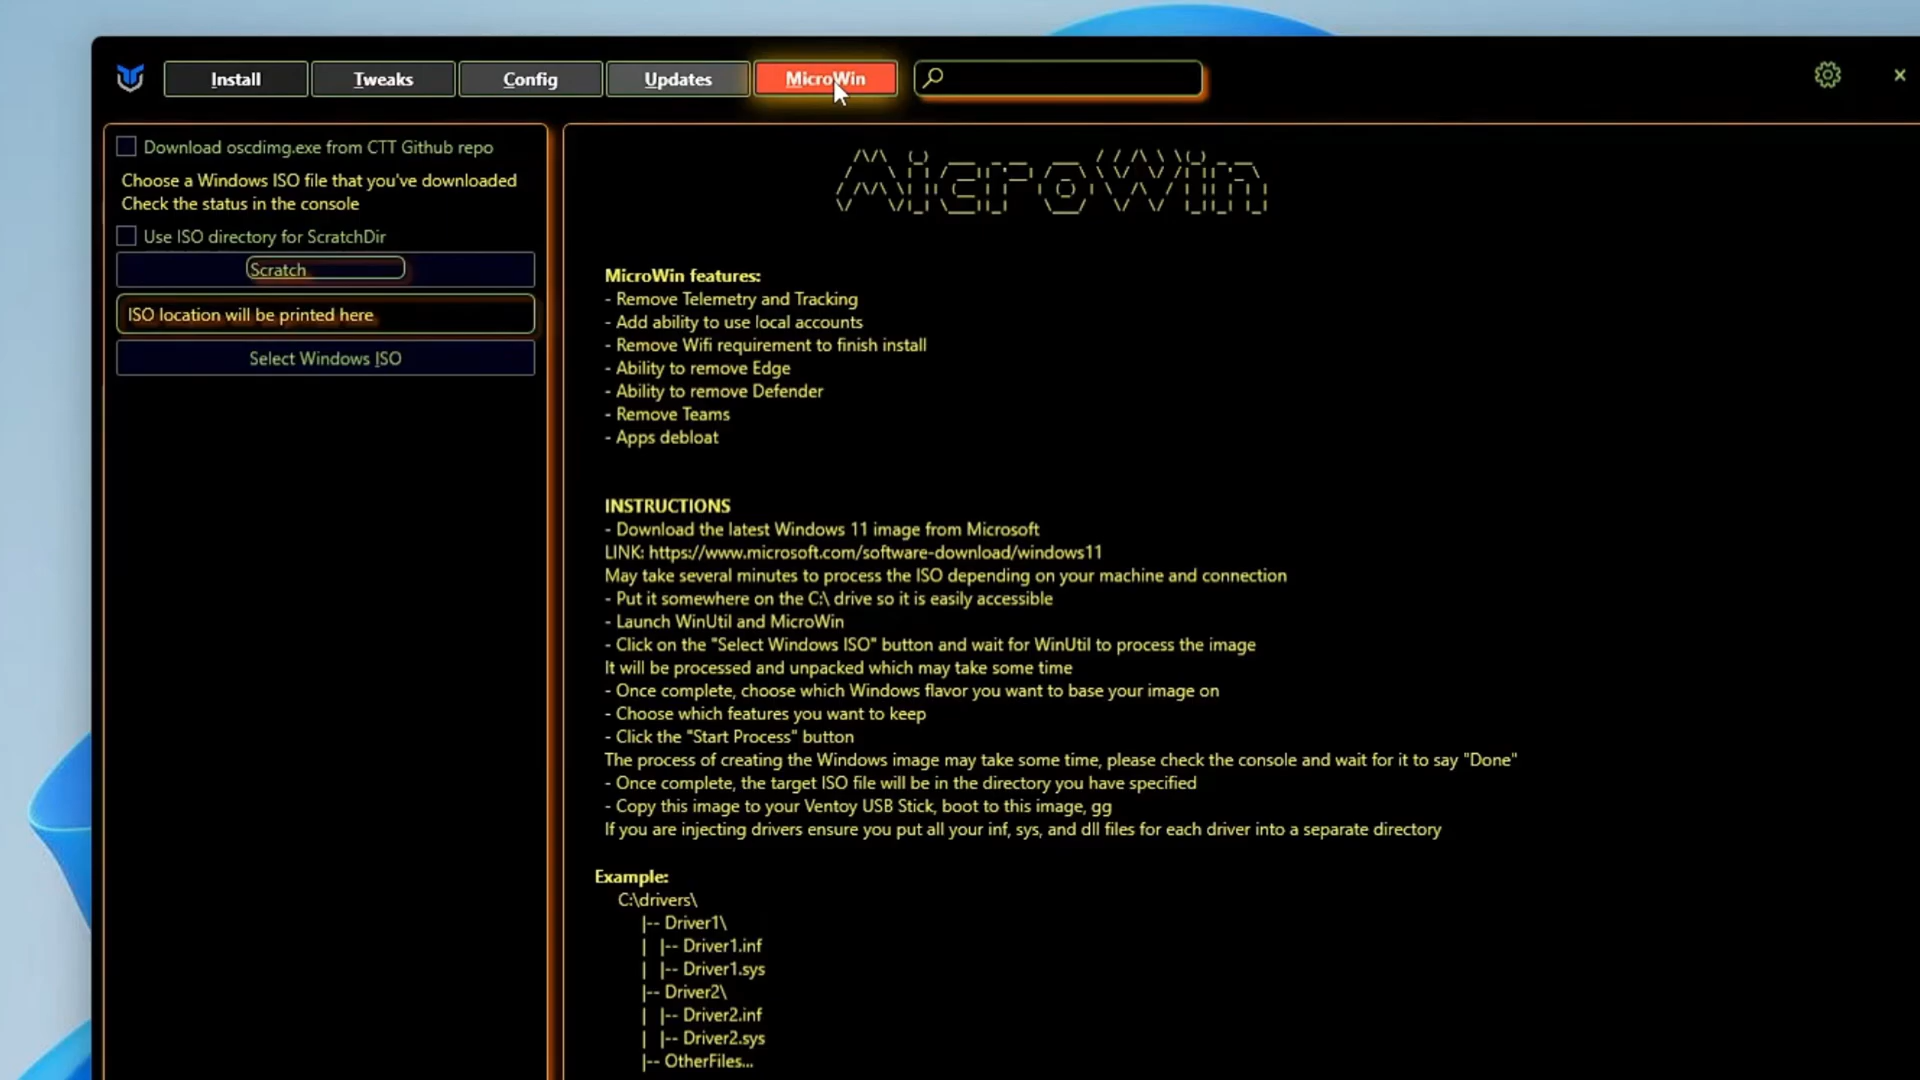 Install
Tweaks
Config
Updates
MicroWin
Download oscdimg.exe from CTT Github repo
Choose a Windows ISO file that you've downloaded
Check the status in the console
Use ISO directory for ScratchDir
Scratch
ISO location will be printed here
Select Windows ISO
MicroWin
MicroWin features:
- Remove Telemetry and Tracking
- Add ability to use local accounts
- Remove Wifi requirement to finish install
- Ability to remove Edge
- Ability to remove Defender
- Remove Teams
- Apps debloat
INSTRUCTIONS
- Download the latest Windows 11 image from Microsoft
LINK: https://www.microsoft.com/software-download/windows11
May take several minutes to process the ISO depending on your machine and connection
- Put it somewhere on the C:\ drive so it is easily accessible
- Launch WinUtil and MicroWin
- Click on the "Select Windows ISO" button and wait for WinUtil to process the image
It will be processed and unpacked which may take some time
- Once complete, choose which Windows flavor you want to base your image on
- Choose which features you want to keep
- Click the "Start Process" button
The process of creating the Windows image may take some time, please check the console and wait for it to say "Done"
- Once complete, the target ISO file will be in the directory you have specified
- Copy this image to your Ventoy USB Stick, boot to this image, gg
If you are injecting drivers ensure you put all your inf, sys, and dll files for each driver into a separate directory
Example:
C:\drivers\
|-- Driver1\
|   |-- Driver1.inf
|   |-- Driver1.sys
|-- Driver2\
|   |-- Driver2.inf
|   |-- Driver2.sys
|-- OtherFiles...